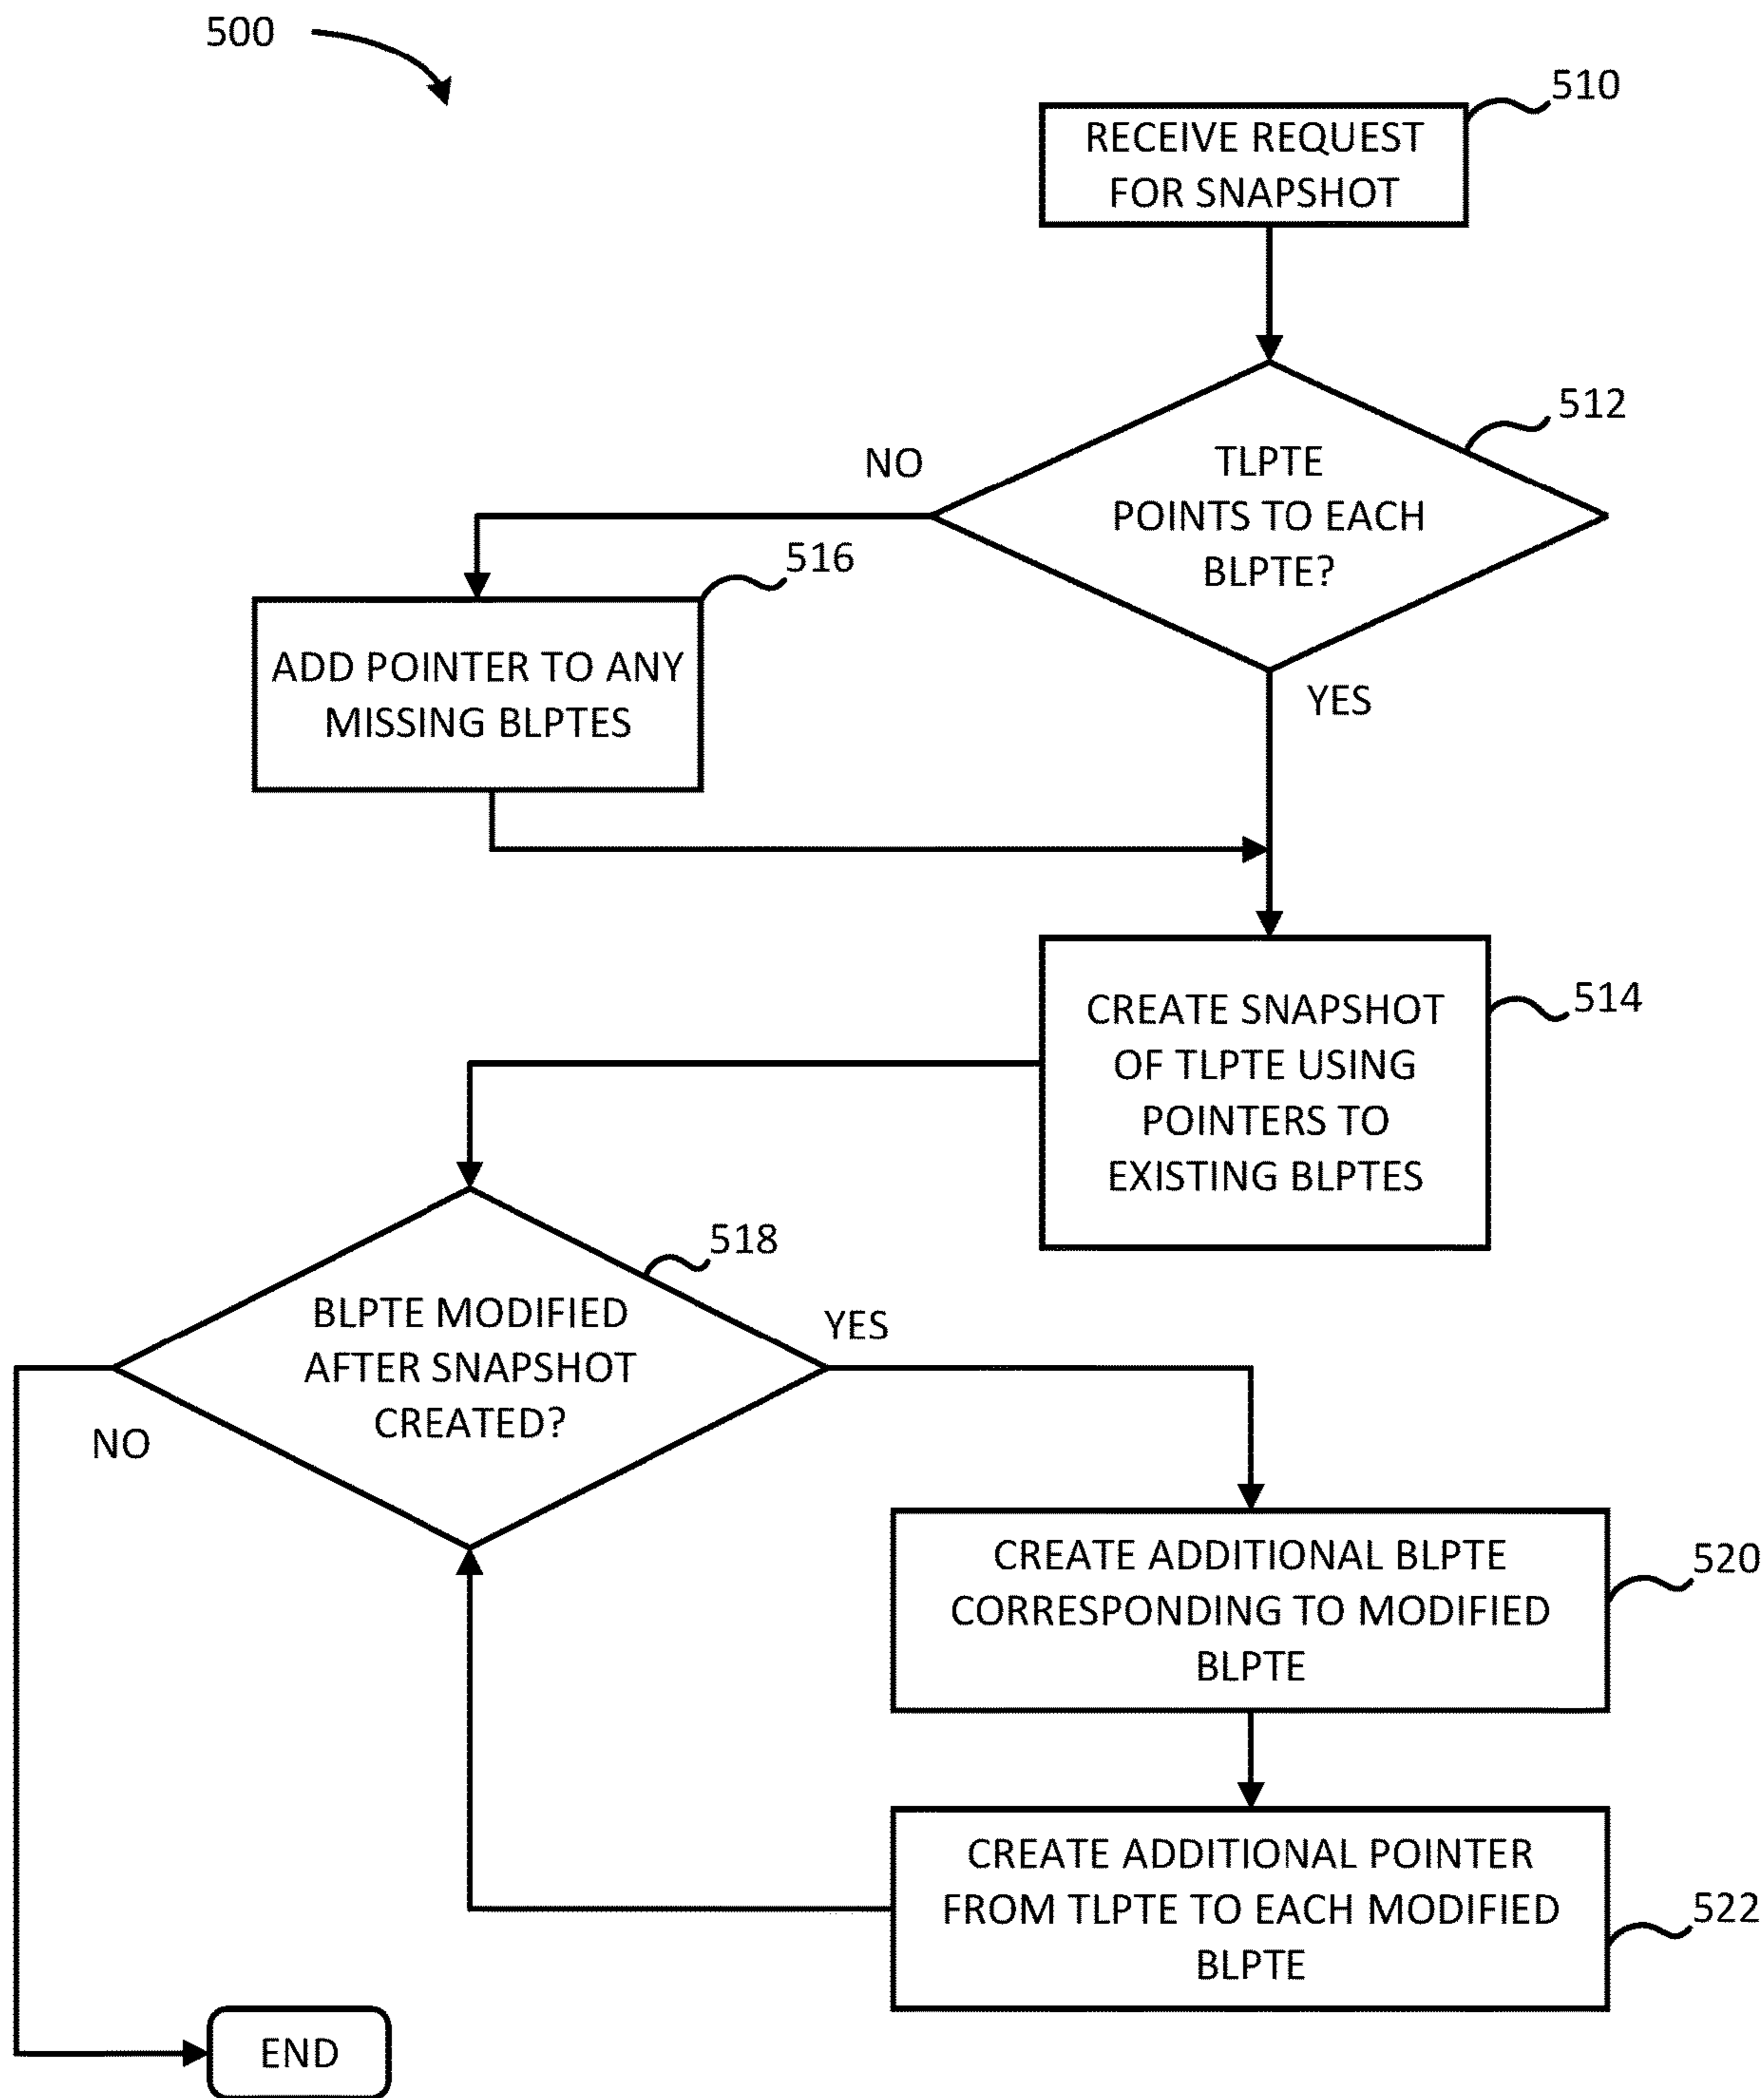 500
510
RECEIVE REQUEST
FOR SNAPSHOT
512
TLPTE
POINTS TO EACH
BLPTE?
NO
YES
516
ADD POINTER TO ANY
MISSING BLPTES
514
CREATE SNAPSHOT
OF TLPTE USING
POINTERS TO
EXISTING BLPTES
518
BLPTE MODIFIED
AFTER SNAPSHOT
CREATED?
YES
NO
520
CREATE ADDITIONAL BLPTE
CORRESPONDING TO MODIFIED
BLPTE
522
CREATE ADDITIONAL POINTER
FROM TLPTE TO EACH MODIFIED
BLPTE
END